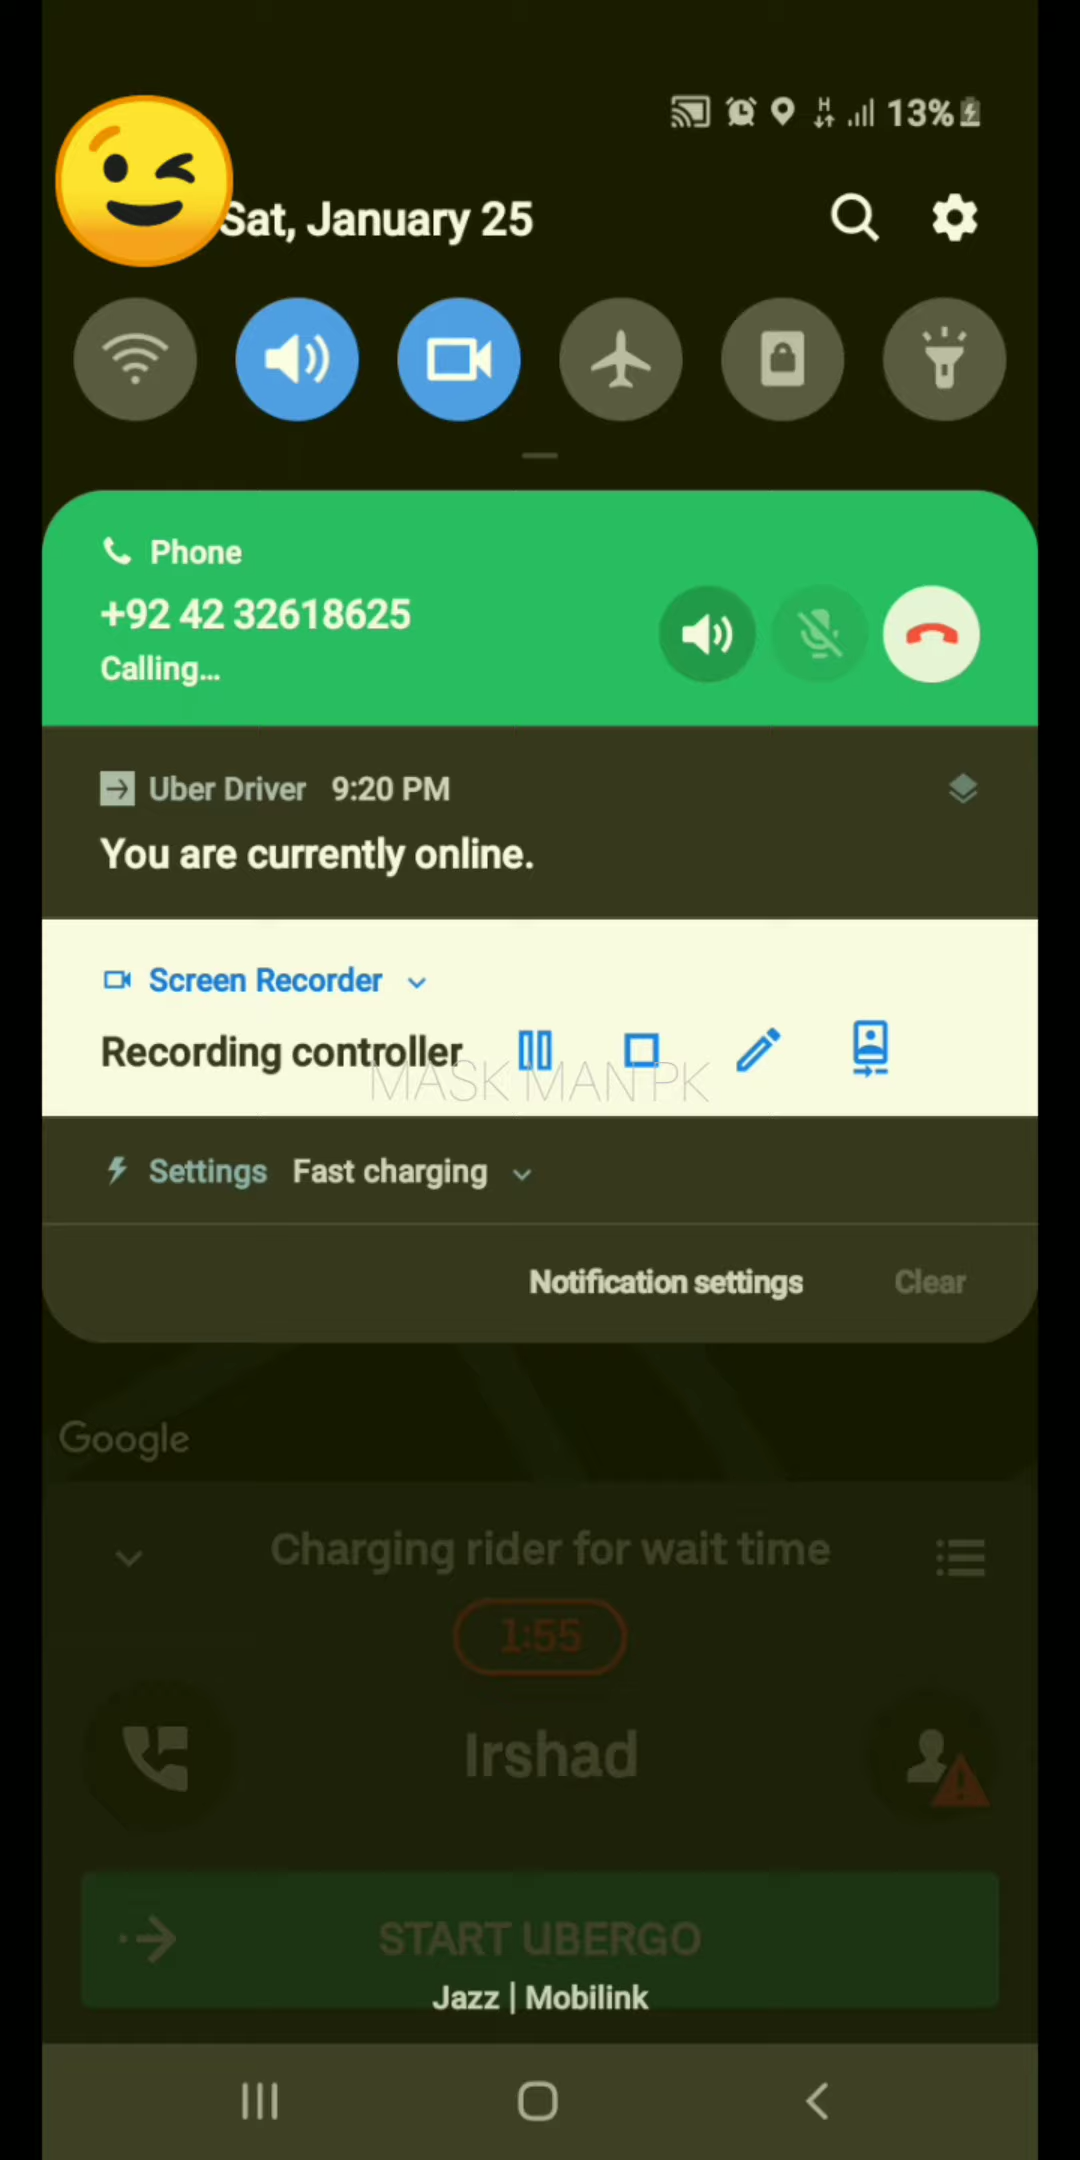 H
13%
Sat, January 25
Phone
+92 42 32618625
Calling...
Uber Driver 9:20 PM
You are currently online.
Screen Recorder
Recording controller
MASK MAN PK
Settings Fast charging
Notification settings Clear
Google
Charging rider for wait time
1:55
Irshad
START UBERGO
Jazz | Mobilink